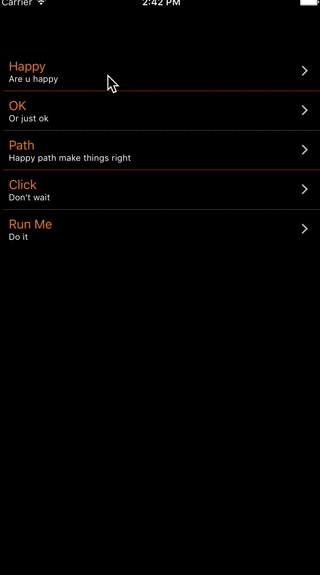 Carrier 2:42 PM
Happy
Are u happy
OK
Or just ok
Path
Happy path make things right
Click
Don't wait
Run Me
Do it